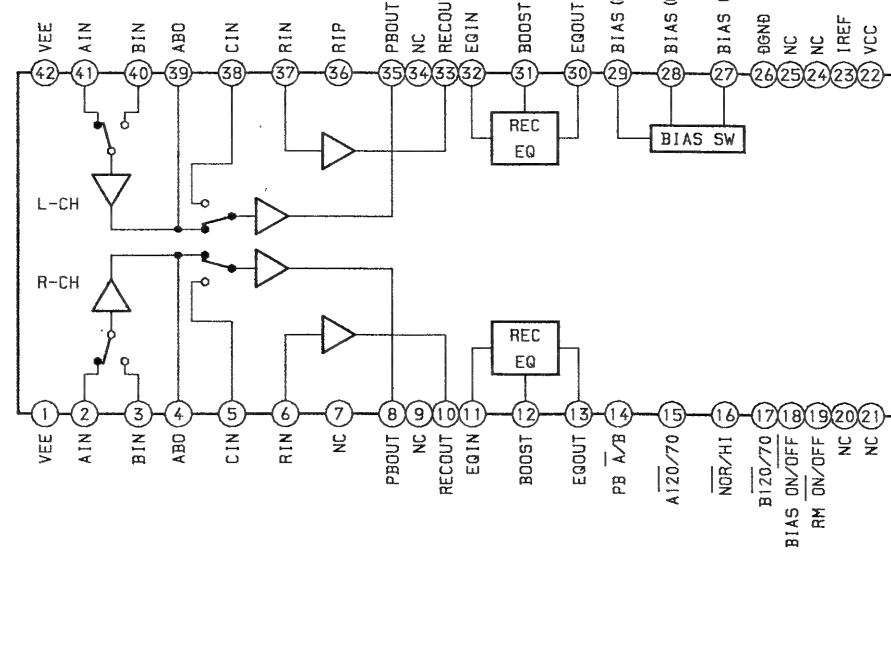 VEE
AIN
BIN
ABO
CIN
RIN
RIP
PBOUT
NC
RECOU
EQIN
BOOST
EQOUT
BIAS(
BIAS(
BIAS
DGND
NC
NC
IREF
VCC
42 41 40 39 38 37 36 35 34 33 32 31 30 29 28 27 26 25 24 23 22
REC
EQ
BIAS SW
L-CH
R-CH
REC
EQ
1 2 3 4 5 6 7 8 9 10 11 12 13 14 15 16 17 18 19 20 21
VEE
AIN
BIN
ABO
CIN
RIN
NC
PBOUT
NC
RECOUT
EQIN
BOOST
EQOUT
PB A/B
A120/70
NOR/HI
B120/70
BIAS ON/OFF
RM ON/OFF
NC
NC